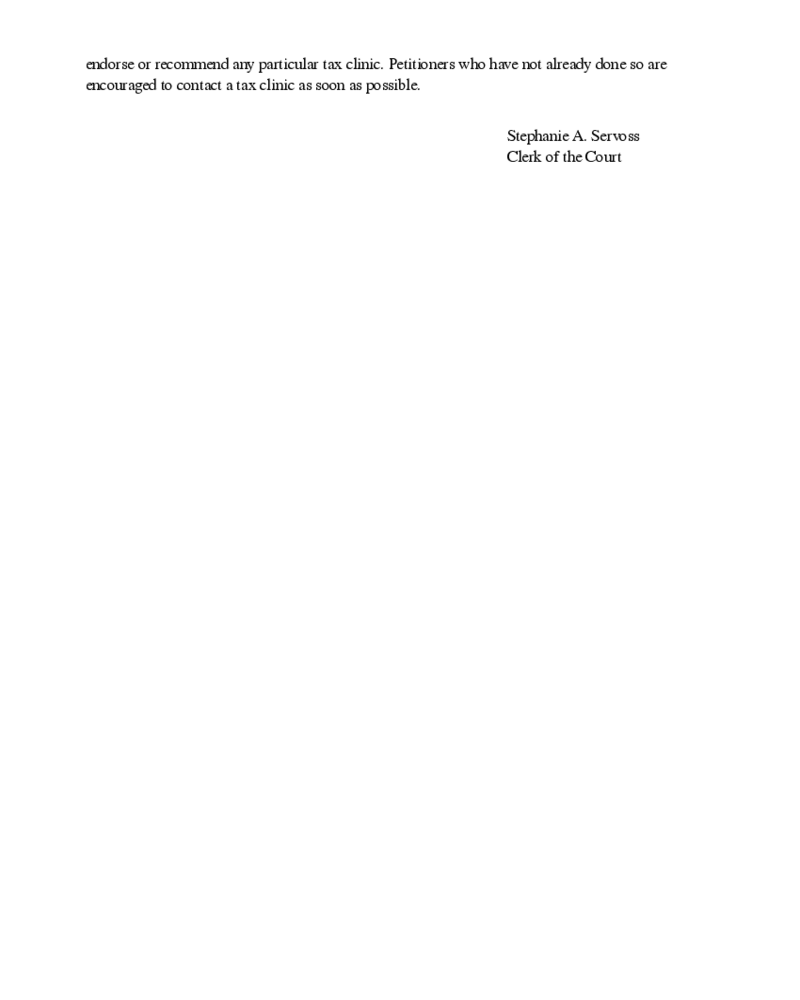 endorse or recommend any particular tax clinic. Petitioners who have not already done so are
encouraged to contact a tax clinic as soon as possible.
Stephanie A. Servoss
Clerk of the Court